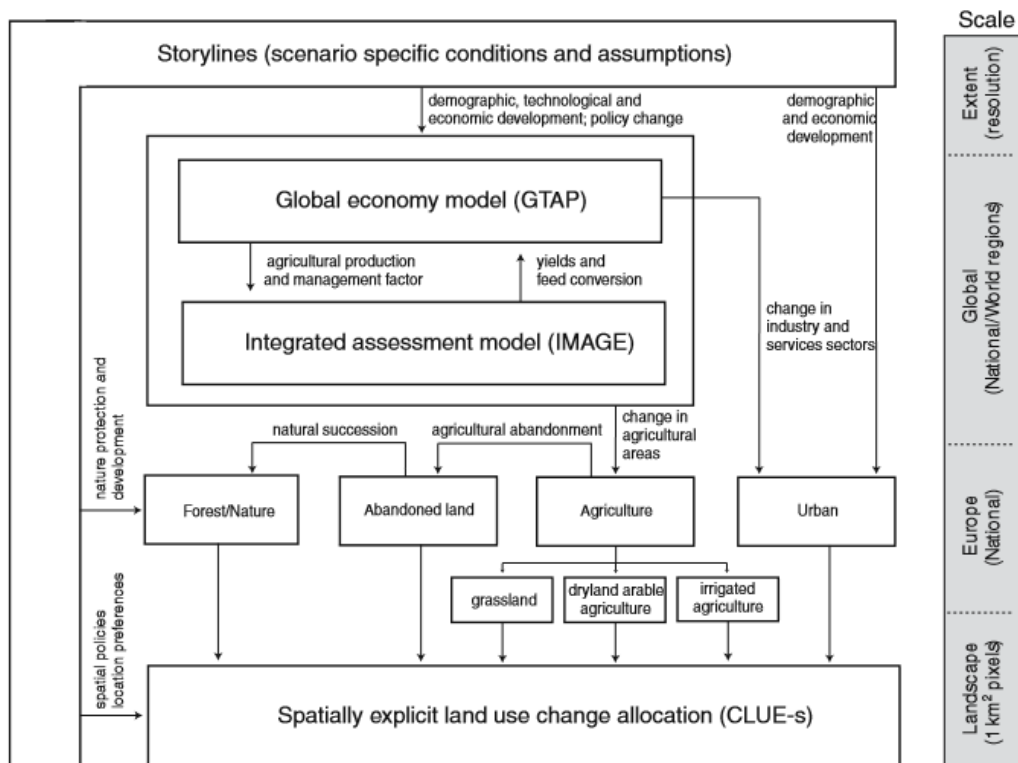 Scale
Storylines (scenario specific conditions and assumptions)
demographic, technological and
economic development; policy change
demographic
and economic
development
Global economy model (GTAP)
agricultural production
and management factor
yields and
feed conversion
Integrated assessment model (IMAGE)
change in
industry and
services sectors
change in
agricultural
areas
natural succession
agricultural abandonment
nature protection and
development
Forest/Nature
Abandoned land
Agriculture
Urban
grassland
dryland arable
agriculture
irrigated
agriculture
spatial policies
location preferences
Spatially explicit land use change allocation (CLUE-s)
Extent
(resolution)
Global
(National/World regions)
Europe
(National)
Landscape
(1 km² pixels)